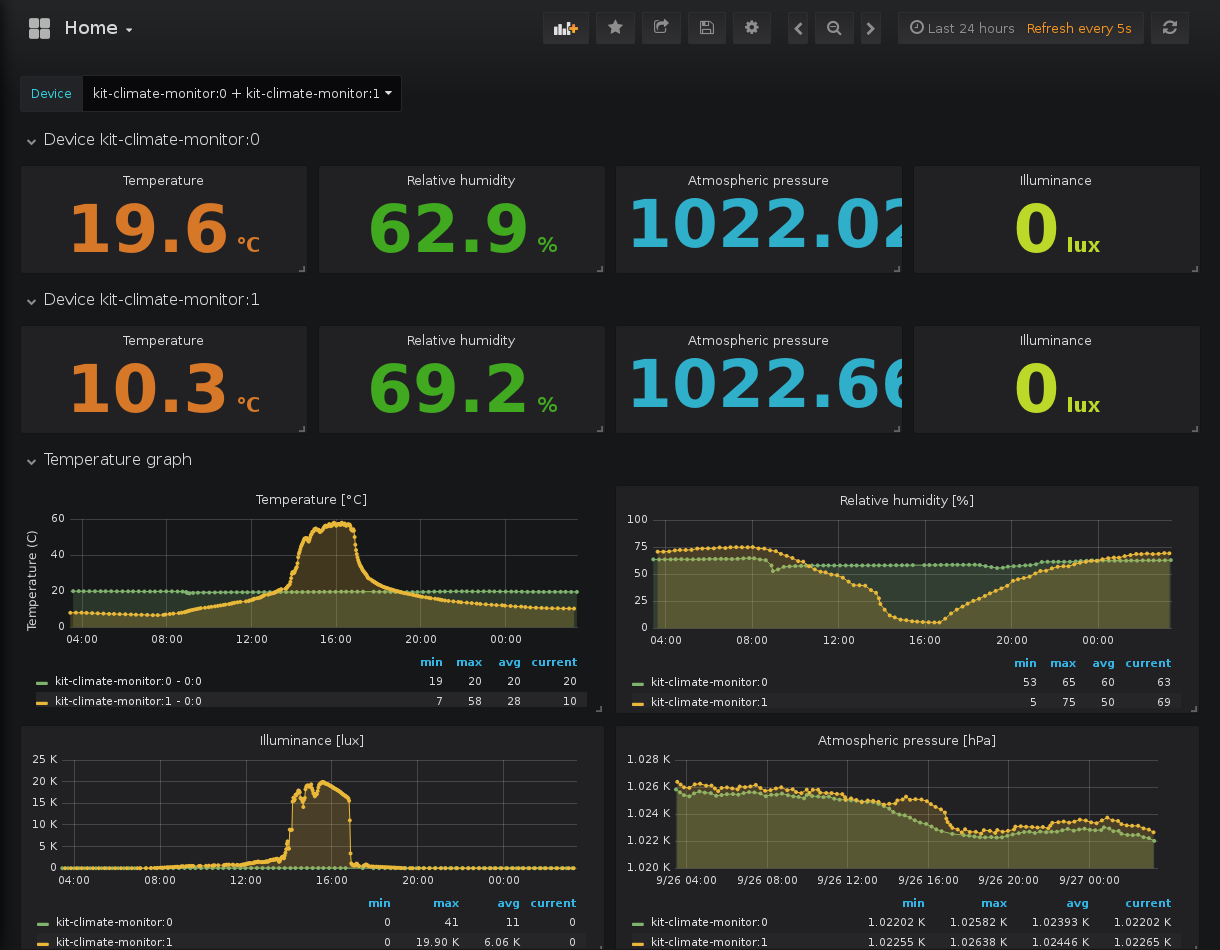 Home
Last 24 hours Refresh every 5s
Device kit-climate-monitor:0 + kit-climate-monitor:1
Device kit-climate-monitor:0
Temperature Relative humidity Atmospheric pressure Illuminance
19.6 °C 62.9 % 1022.02 0 lux
Device kit-climate-monitor:1
Temperature Relative humidity Atmospheric pressure Illuminance
10.3 °C 69.2 % 1022.66 0 lux
Temperature graph
Temperature [°C]
Temperature (C)
60
40
20
0
04:00 08:00 12:00 16:00 20:00 00:00
min max avg current
kit-climate-monitor:0 - 0:0 19 20 20 20
kit-climate-monitor:1 - 0:0 7 58 28 10
Relative humidity [%]
100
75
50
25
0
04:00 08:00 12:00 16:00 20:00 00:00
min max avg current
kit-climate-monitor:0 53 65 60 63
kit-climate-monitor:1 5 75 50 69
Illuminance [lux]
25 K
20 K
15 K
10 K
5 K
0
04:00 08:00 12:00 16:00 20:00 00:00
min max avg current
kit-climate-monitor:0 0 41 11 0
kit-climate-monitor:1 0 19.90 K 6.06 K 0
Atmospheric pressure [hPa]
1.028 K
1.026 K
1.024 K
1.022 K
1.020 K
9/26 04:00 9/26 08:00 9/26 12:00 9/26 16:00 9/26 20:00 9/27 00:00
min max avg current
kit-climate-monitor:0 1.02202 K 1.02582 K 1.02393 K 1.02202 K
kit-climate-monitor:1 1.02255 K 1.02638 K 1.02446 K 1.02265 K